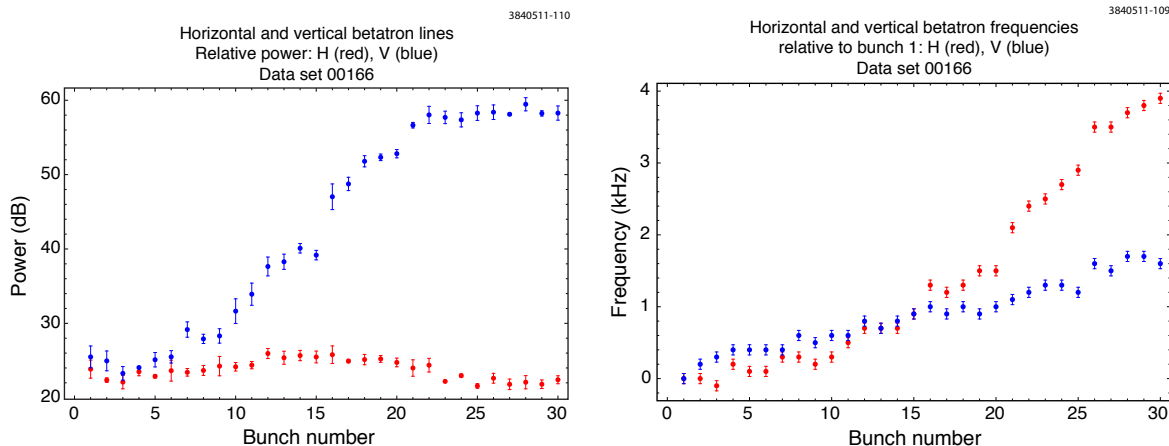 3840511-110
Horizontal and vertical betatron lines
Relative power: H (red), V (blue)
Data set 00166
60
50
40
30
20
Power (dB)
0 5 10 15 20 25 30
Bunch number
3840511-109
Horizontal and vertical betatron frequencies
relative to bunch 1: H (red), V (blue)
Data set 00166
4
3
2
1
0
Frequency (kHz)
0 5 10 15 20 25 30
Bunch number